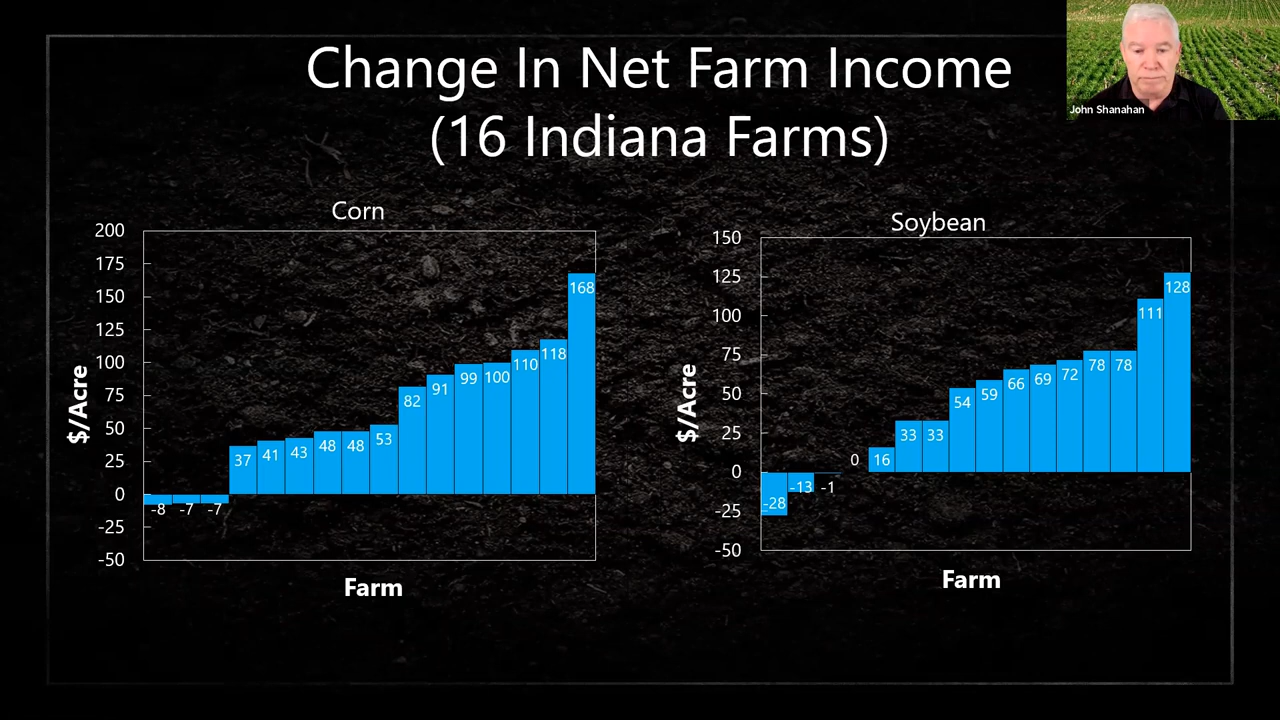 Change In Net Farm Income
(16 Indiana Farms)
John Shanahan
Corn
200
175
150
125
100
75
50
25
0
-25
-50
$/Acre
-8 -7 -7 37 41 43 48 48 53 82 91 99 100 110 118 168
Farm
Soybean
150
125
100
75
50
25
0
-25
-50
$/Acre
-28 -13 -1 0 16 33 33 54 59 66 69 72 78 78 111 128
Farm